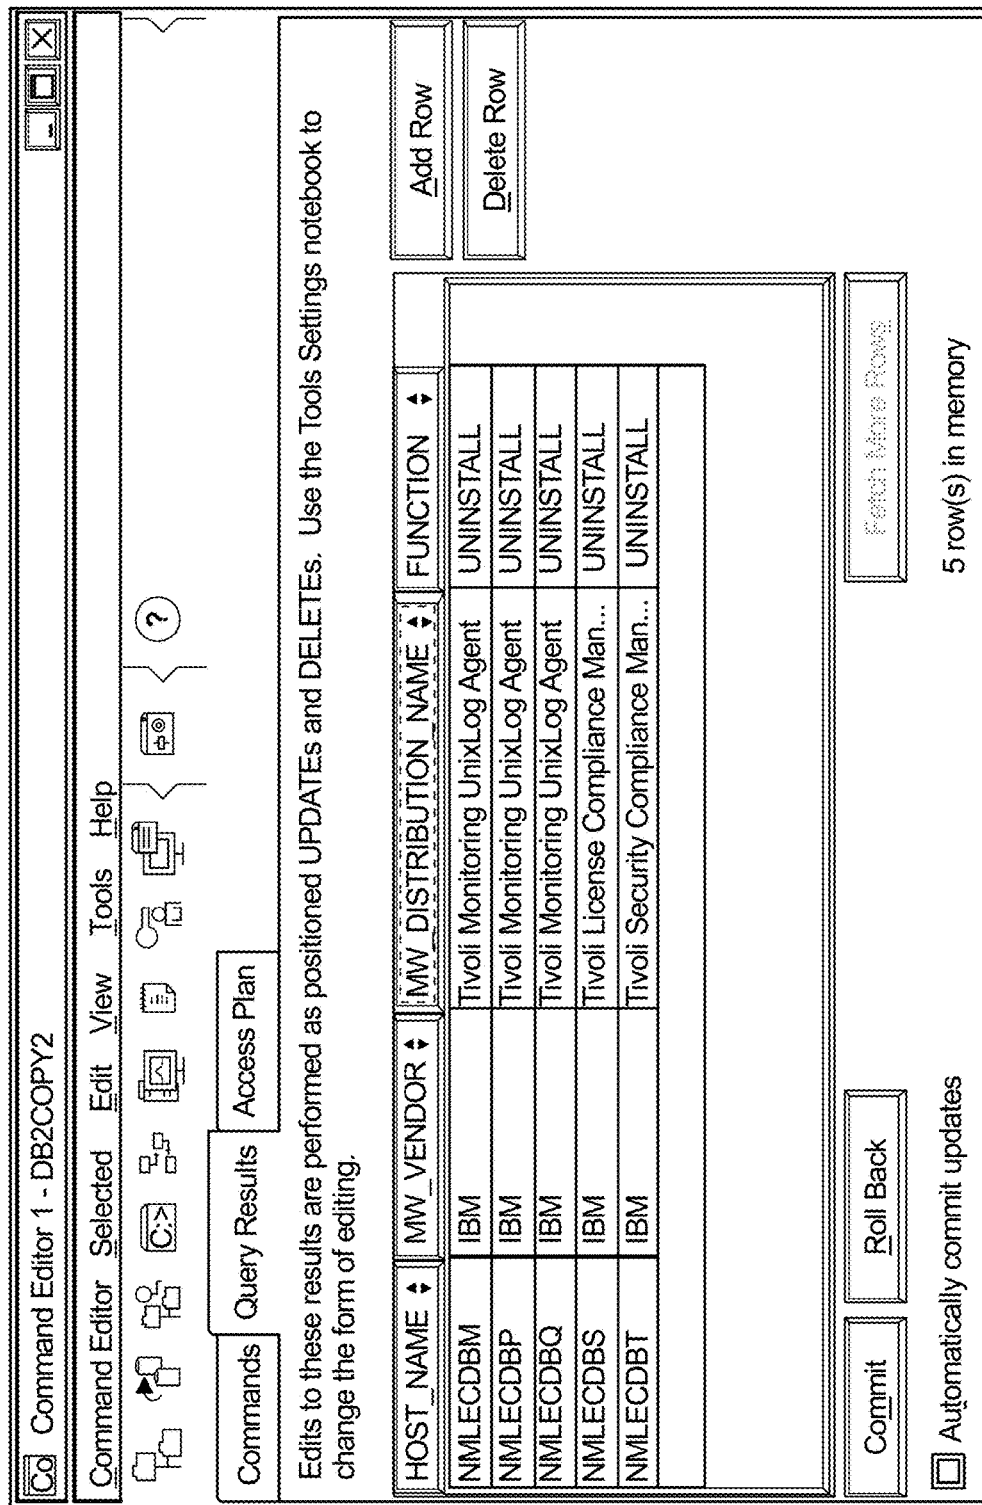 Co Command Editor 1 - DB2COPY2
Command Editor Selected Edit View Tools Help
C:> ?
Commands Query Results Access Plan
Edits to these results are performed as positioned UPDATEs and DELETEs. Use the Tools Settings notebook to
change the form of editing.
HOST_NAME MW_VENDOR MW_DISTRIBUTION_NAME FUNCTION
NMLECDBM IBM Tivoli Monitoring UnixLog Agent UNINSTALL
NMLECDBP IBM Tivoli Monitoring UnixLog Agent UNINSTALL
NMLECDBQ IBM Tivoli Monitoring UnixLog Agent UNINSTALL
NMLECDBS IBM Tivoli License Compliance Man... UNINSTALL
NMLECDBT IBM Tivoli Security Compliance Man... UNINSTALL
Add Row
Delete Row
Commit Roll Back Fetch More Rows
Automatically commit updates 5 row(s) in memory